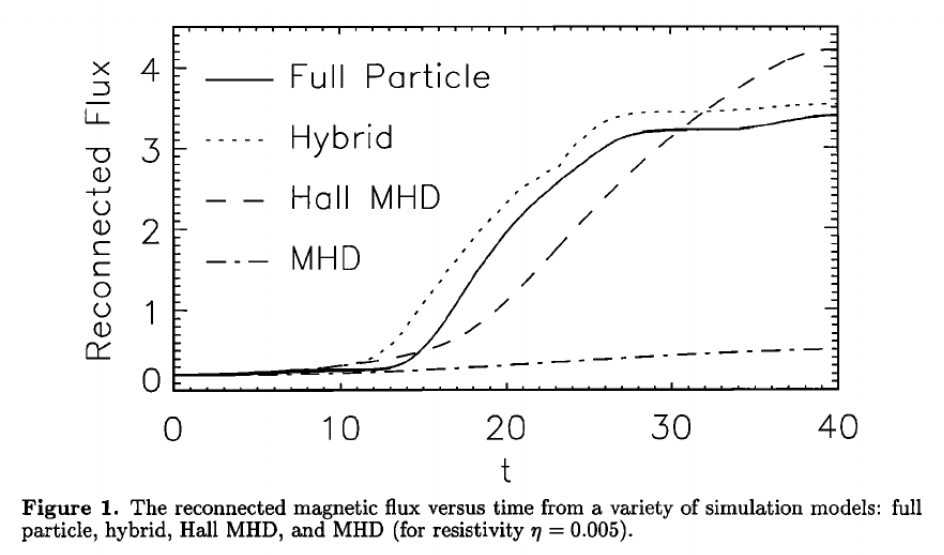 Reconnected Flux
4
3
2
1
0
Full Particle
Hybrid
Hall MHD
MHD
0 10 20 30 40
t
Figure 1. The reconnected magnetic flux versus time from a variety of simulation models: full
particle, hybrid, Hall MHD, and MHD (for resistivity η = 0.005).